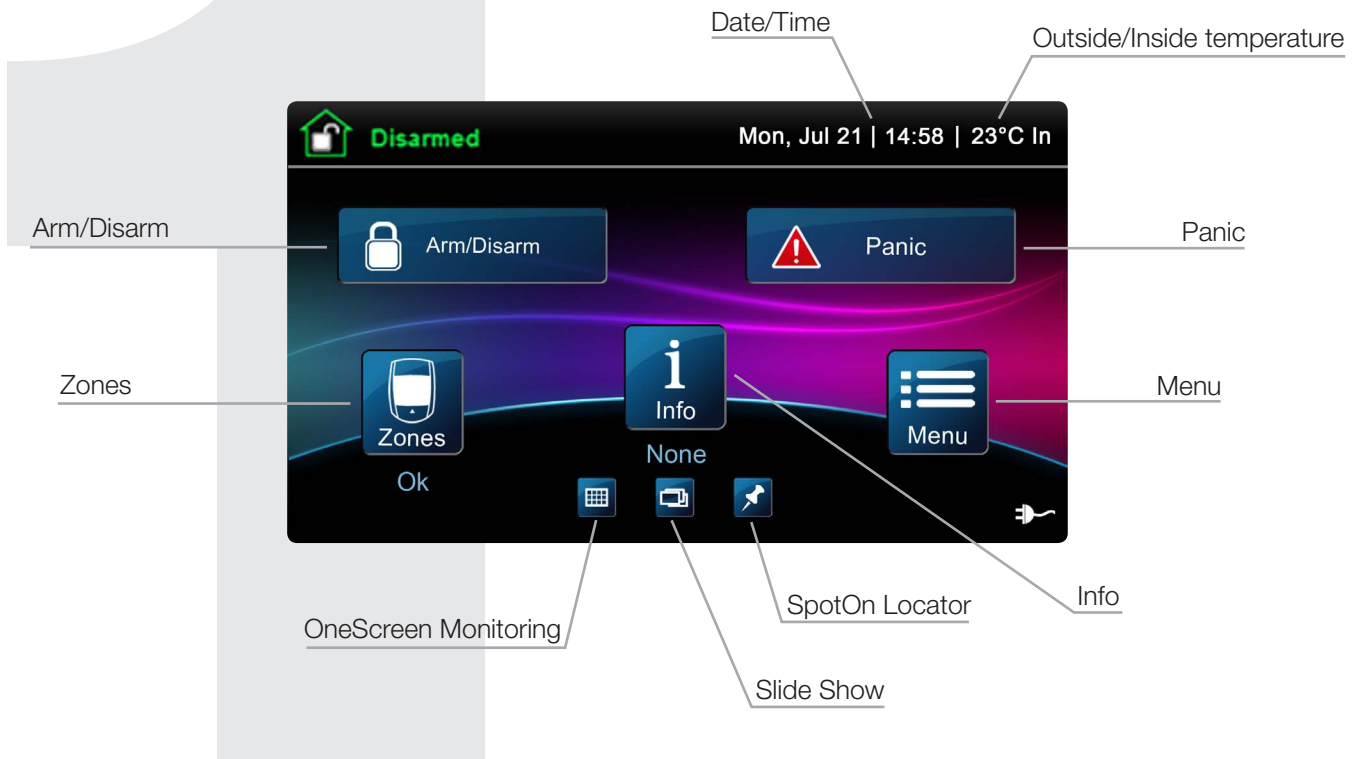 1
Date/Time
Outside/Inside temperature
Disarmed
Mon, Jul 21 | 14:58 | 23°C In
Arm/Disarm
Arm/Disarm
Panic
Panic
Zones
Zones
Ok
i
Info
None
Menu
Menu
OneScreen Monitoring
SpotOn Locator
Info
Slide Show